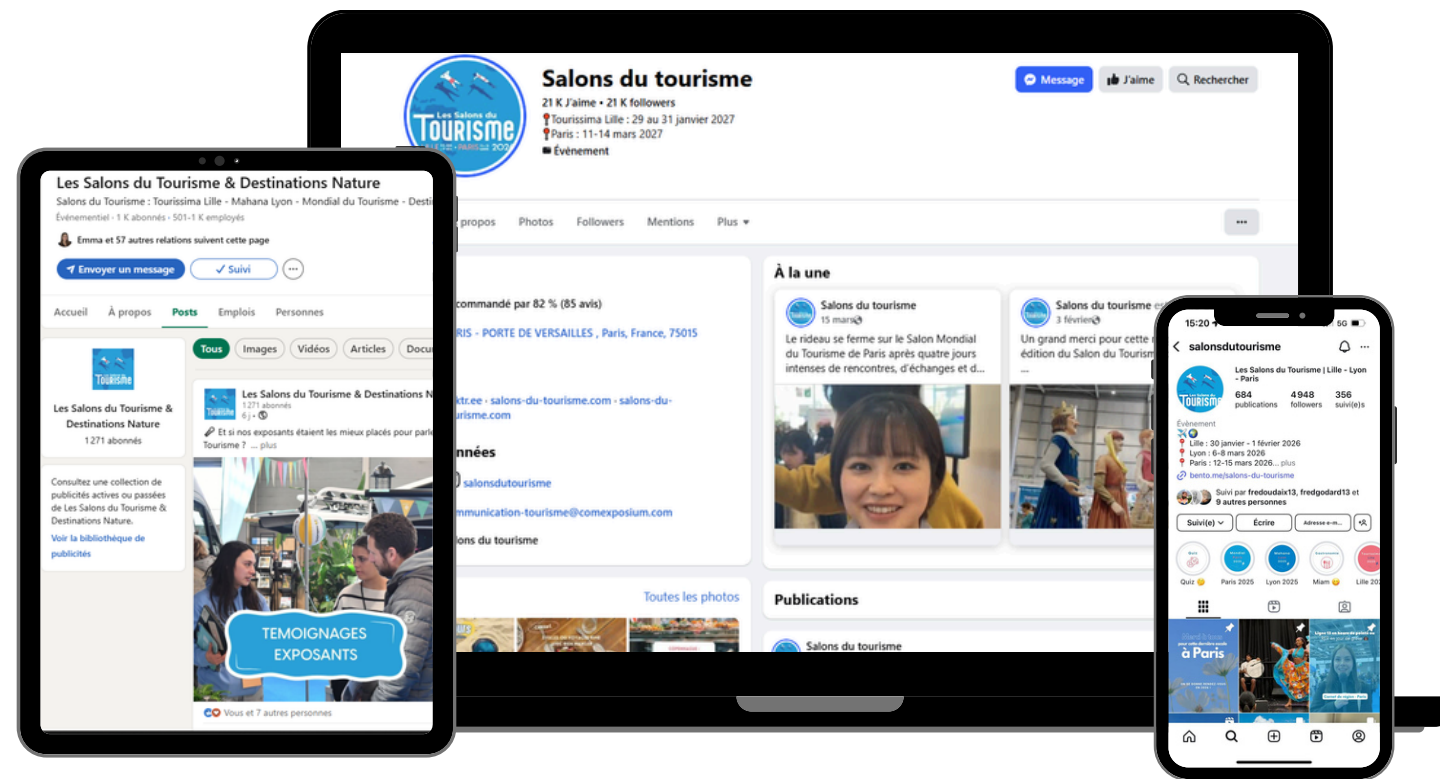 Salons du tourisme
21 K J'aime • 21 K followers
Tourissima Lille : 29 au 31 janvier 2027
Paris : 11-14 mars 2027
Évènement
Message
J'aime
Rechercher
Les Salons du
TOURISME
propos
Photos
Followers
Mentions
Plus
commandé par 82 % (85 avis)
RIS - PORTE DE VERSAILLES , Paris, France, 75015
ktr.ee · salons-du-tourisme.com · salons-du-
urisme.com
nnées
salonsdutourisme
mmunication-tourisme@comexposium.com
ons du tourisme
Toutes les photos
À la une
Salons du tourisme
15 mars
Le rideau se ferme sur le Salon Mondial
du Tourisme de Paris après quatre jours
intenses de rencontres, d'échanges et d...
Salons du tourisme
3 février
Un grand merci pour cette
édition du Salon du Tourism
...
Publications
Salons du tourisme
Les Salons du Tourisme & Destinations Nature
Salons du Tourisme : Tourissima Lille - Mahana Lyon - Mondial du Tourisme - Desti
Événementiel · 1 K abonnés · 501-1 K employés
Emma et 57 autres relations suivent cette page
Envoyer un message
Suivi
Accueil
À propos
Posts
Emplois
Personnes
TOURISME
Les Salons du Tourisme &
Destinations Nature
1 271 abonnés
Consultez une collection de
publicités actives ou passées
de Les Salons du Tourisme &
Destinations Nature.
Voir la bibliothèque de
publicités
Tous
Images
Vidéos
Articles
Docu
Les Salons du Tourisme & Destinations N
1 271 abonnés
6 j •
Et si nos exposants étaient les mieux placés pour parle
Tourisme ? ... plus
TEMOIGNAGES
EXPOSANTS
Vous et 7 autres personnes
15:20
5G
salonsdutourisme
TOURISME
Les Salons du Tourisme | Lille - Lyon
- Paris
684
publications
4 948
followers
356
suivi(e)s
Évènement
Lille : 30 janvier - 1 février 2026
Lyon : 6-8 mars 2026
Paris : 12-15 mars 2026... plus
bento.me/salons-du-tourisme
Suivi par fredoudaix13, fredgodard13 et
9 autres personnes
Suivi(e)
Écrire
Adresse e-m...
Quiz
Paris 2025
Lyon 2025
Miam
Lille 202
à Paris